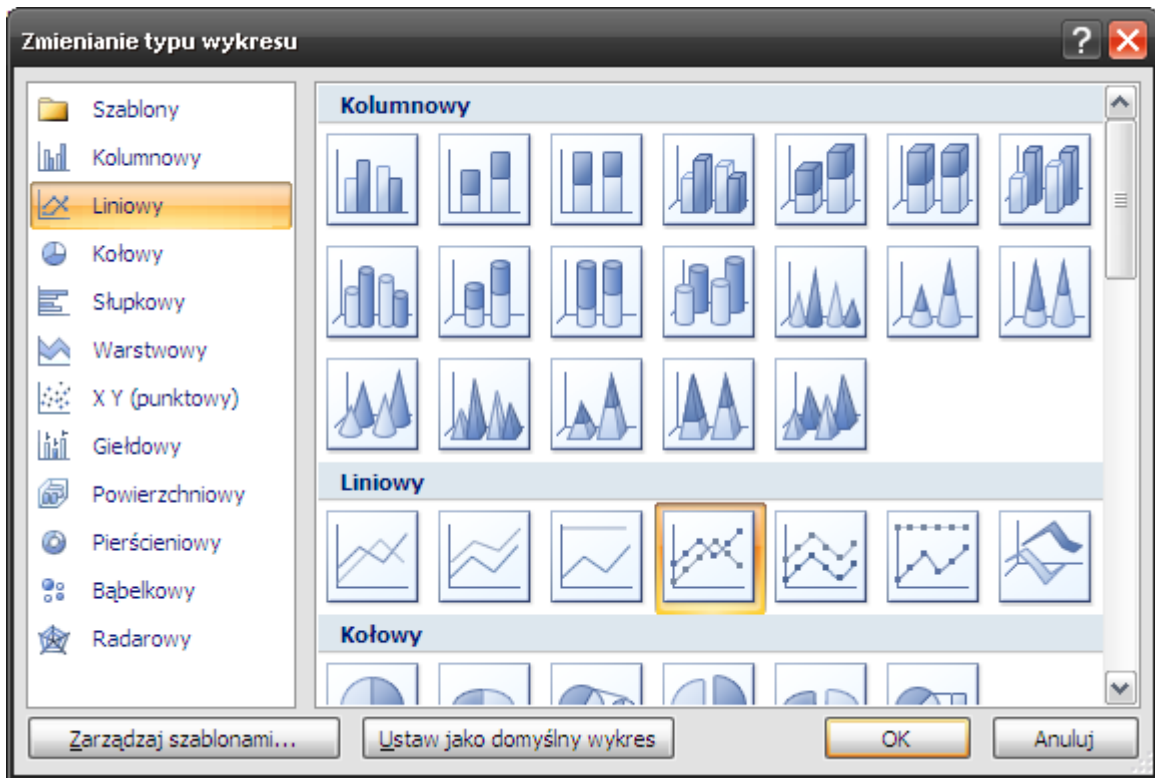 Zmienianie typu wykresu
Szablony
Kolumnowy
Liniowy
Kołowy
Słupkowy
Warstwowy
X Y (punktowy)
Giełdowy
Powierzchniowy
Pierścieniowy
Bąbelkowy
Radarowy
Kolumnowy
Liniowy
Kołowy
Zarządzaj szablonami...
Ustaw jako domyślny wykres
OK
Anuluj